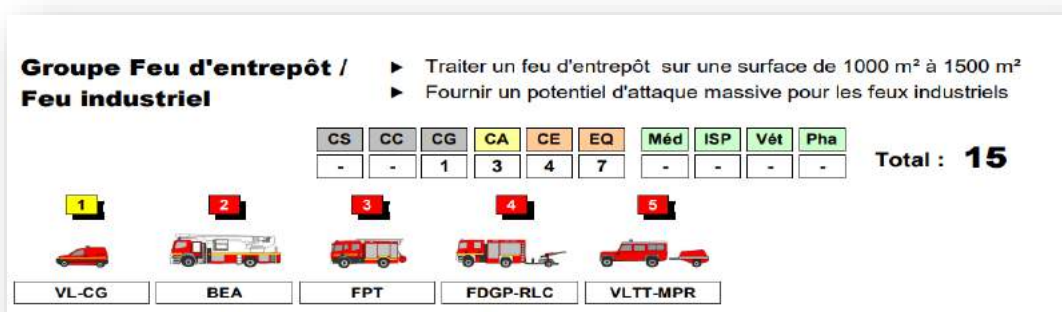 Groupe Feu d'entrepôt /
Feu industriel
► Traiter un feu d'entrepôt sur une surface de 1000 m² à 1500 m²
► Fournir un potentiel d'attaque massive pour les feux industriels
CS CC CG CA CE EQ Méd ISP Vét Pha
- - 1 3 4 7 - - - -
Total : 15
1 2 3 4 5
VL-CG BEA FPT FDGP-RLC VLTT-MPR